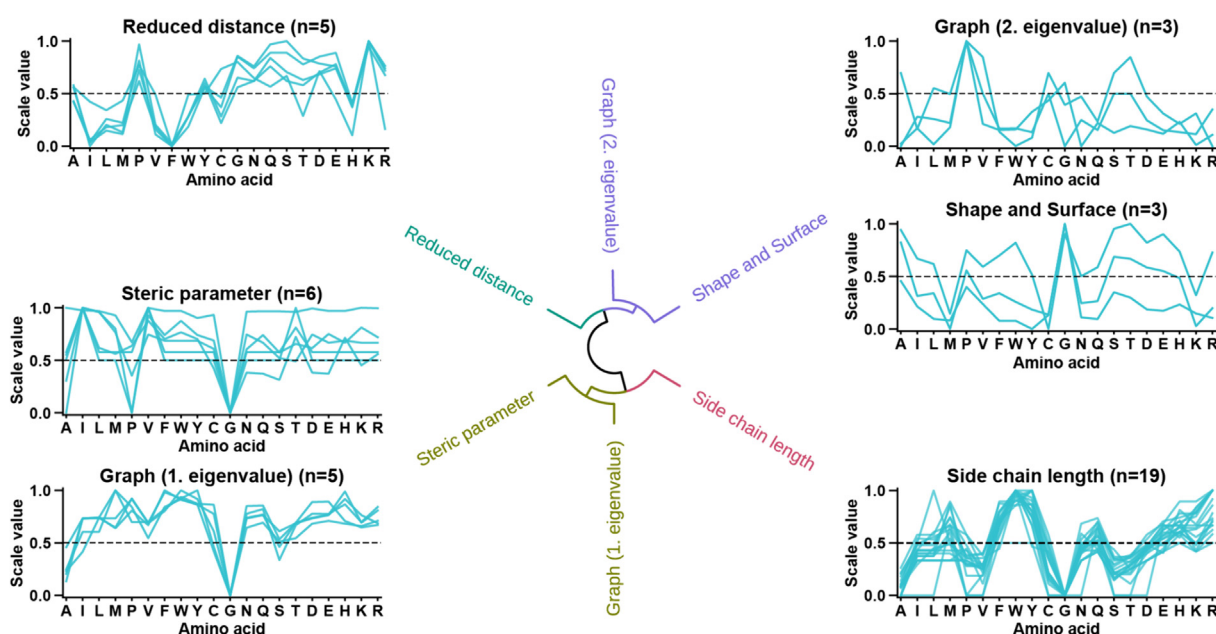 Reduced distance (n=5)
Scale value
1.0
0.5
0.0
A I L M P V F W Y C G N Q S T D E H K R
Amino acid
Steric parameter (n=6)
Scale value
1.0
0.5
0.0
A I L M P V F W Y C G N Q S T D E H K R
Amino acid
Graph (1. eigenvalue) (n=5)
Scale value
1.0
0.5
0.0
A I L M P V F W Y C G N Q S T D E H K R
Amino acid
Graph (2. eigenvalue)
Reduced distance
Shape and Surface
Steric parameter
Side chain length
Graph (1. eigenvalue)
Graph (2. eigenvalue) (n=3)
Scale value
1.0
0.5
0.0
A I L M P V F W Y C G N Q S T D E H K R
Amino acid
Shape and Surface (n=3)
Scale value
1.0
0.5
0.0
A I L M P V F W Y C G N Q S T D E H K R
Amino acid
Side chain length (n=19)
Scale value
1.0
0.5
0.0
A I L M P V F W Y C G N Q S T D E H K R
Amino acid